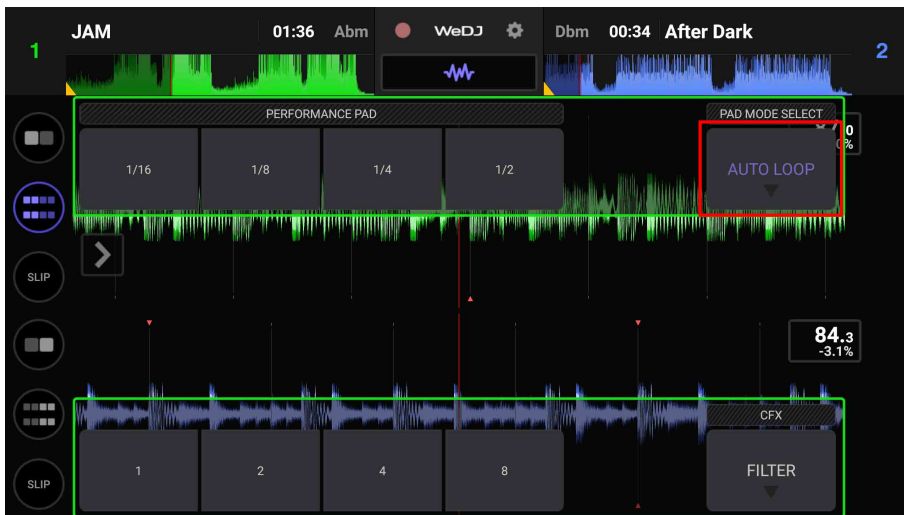 JAM 01:36 Abm WeDJ Dbm 00:34 After Dark
1 2
PERFORMANCE PAD PAD MODE SELECT
1/16 1/8 1/4 1/2 AUTO LOOP
SLIP
84.3
-3.1%
CFX
1 2 4 8 FILTER
SLIP